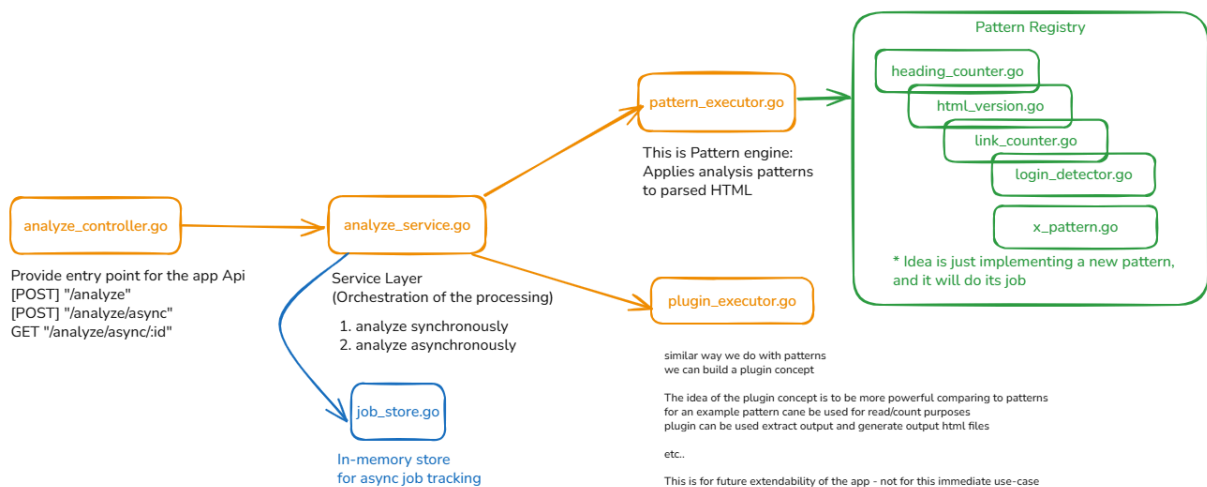 Pattern Registry
heading_counter.go
html_version.go
link_counter.go
login_detector.go
x_pattern.go
* Idea is just implementing a new pattern,
and it will do its job
pattern_executor.go
This is Pattern engine:
Applies analysis patterns
to parsed HTML
analyze_controller.go
Provide entry point for the app Api
[POST] "/analyze"
[POST] "/analyze/async"
GET "/analyze/async/:id"
analyze_service.go
Service Layer
(Orchestration of the processing)
1. analyze synchronously
2. analyze asynchronously
plugin_executor.go
similar way we do with patterns
we can build a plugin concept
The idea of the plugin concept is to be more powerful comparing to patterns
for an example pattern cane be used for read/count purposes
plugin can be used extract output and generate output html files
etc..
This is for future extendability of the app - not for this immediate use-case
job_store.go
In-memory store
for async job tracking